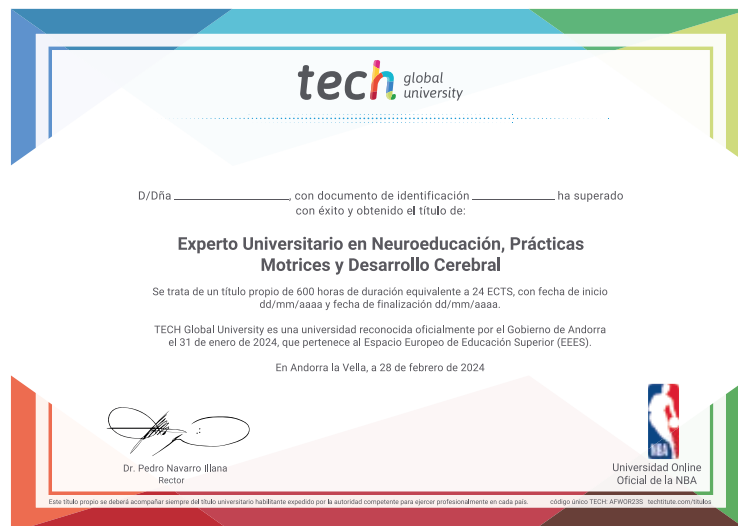 tech global
university
D/Dña ______________, con documento de identificación __________ ha superado
con éxito y obtenido el título de:
Experto Universitario en Neuroeducación, Prácticas
Motrices y Desarrollo Cerebral
Se trata de un título propio de 600 horas de duración equivalente a 24 ECTS, con fecha de inicio
dd/mm/aaaa y fecha de finalización dd/mm/aaaa.
TECH Global University es una universidad reconocida oficialmente por el Gobierno de Andorra
el 31 de enero de 2024, que pertenece al Espacio Europeo de Educación Superior (EEES).
En Andorra la Vella, a 28 de febrero de 2024
Dr. Pedro Navarro Illana
Rector
NBA
Universidad Online
Oficial de la NBA
Este título propio se deberá acompañar siempre del título universitario habilitante expedido por la autoridad competente para ejercer profesionalmente en cada país. código único TECH: AFWOR23S techtitute.com/titulos